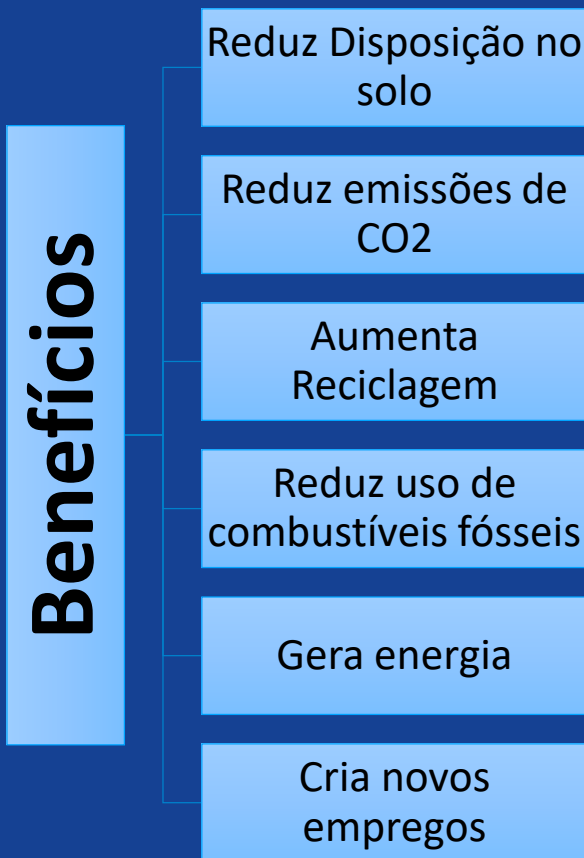 Benefícios
Reduz Disposição no
solo
Reduz emissões de
CO2
Aumenta
Reciclagem
Reduz uso de
combustíveis fósseis
Gera energia
Cria novos
empregos